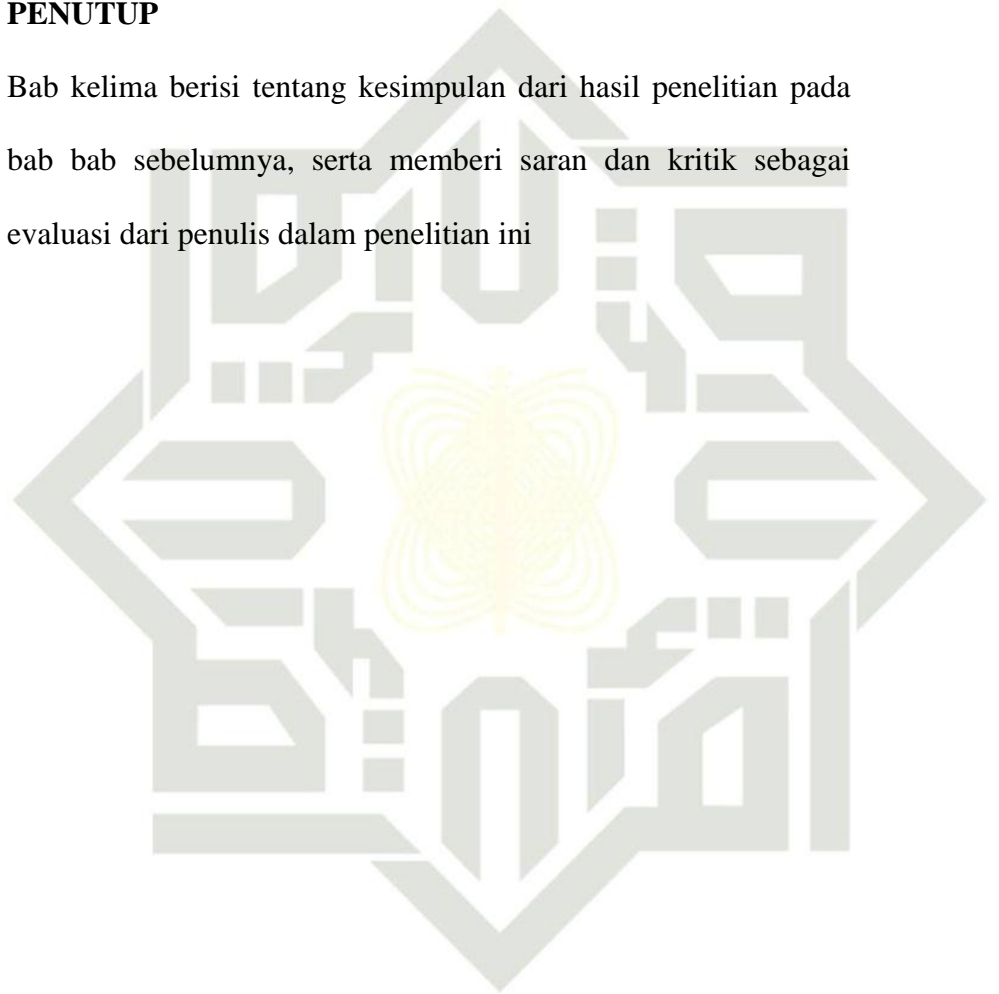 PENUTUP
Bab kelima berisi tentang kesimpulan dari hasil penelitian pada
bab bab sebelumnya, serta memberi saran dan kritik sebagai
evaluasi dari penulis dalam penelitian ini